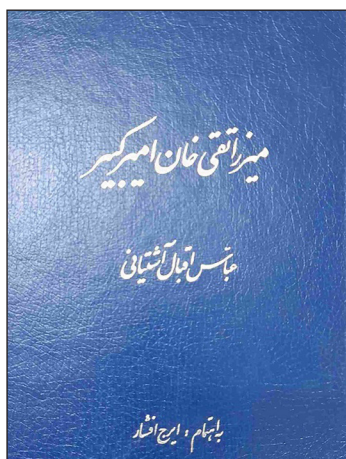 میرزا تقی خان امیرکبیر
عباس اقبال آشتیانی
به اهتمام : ایرج افشار